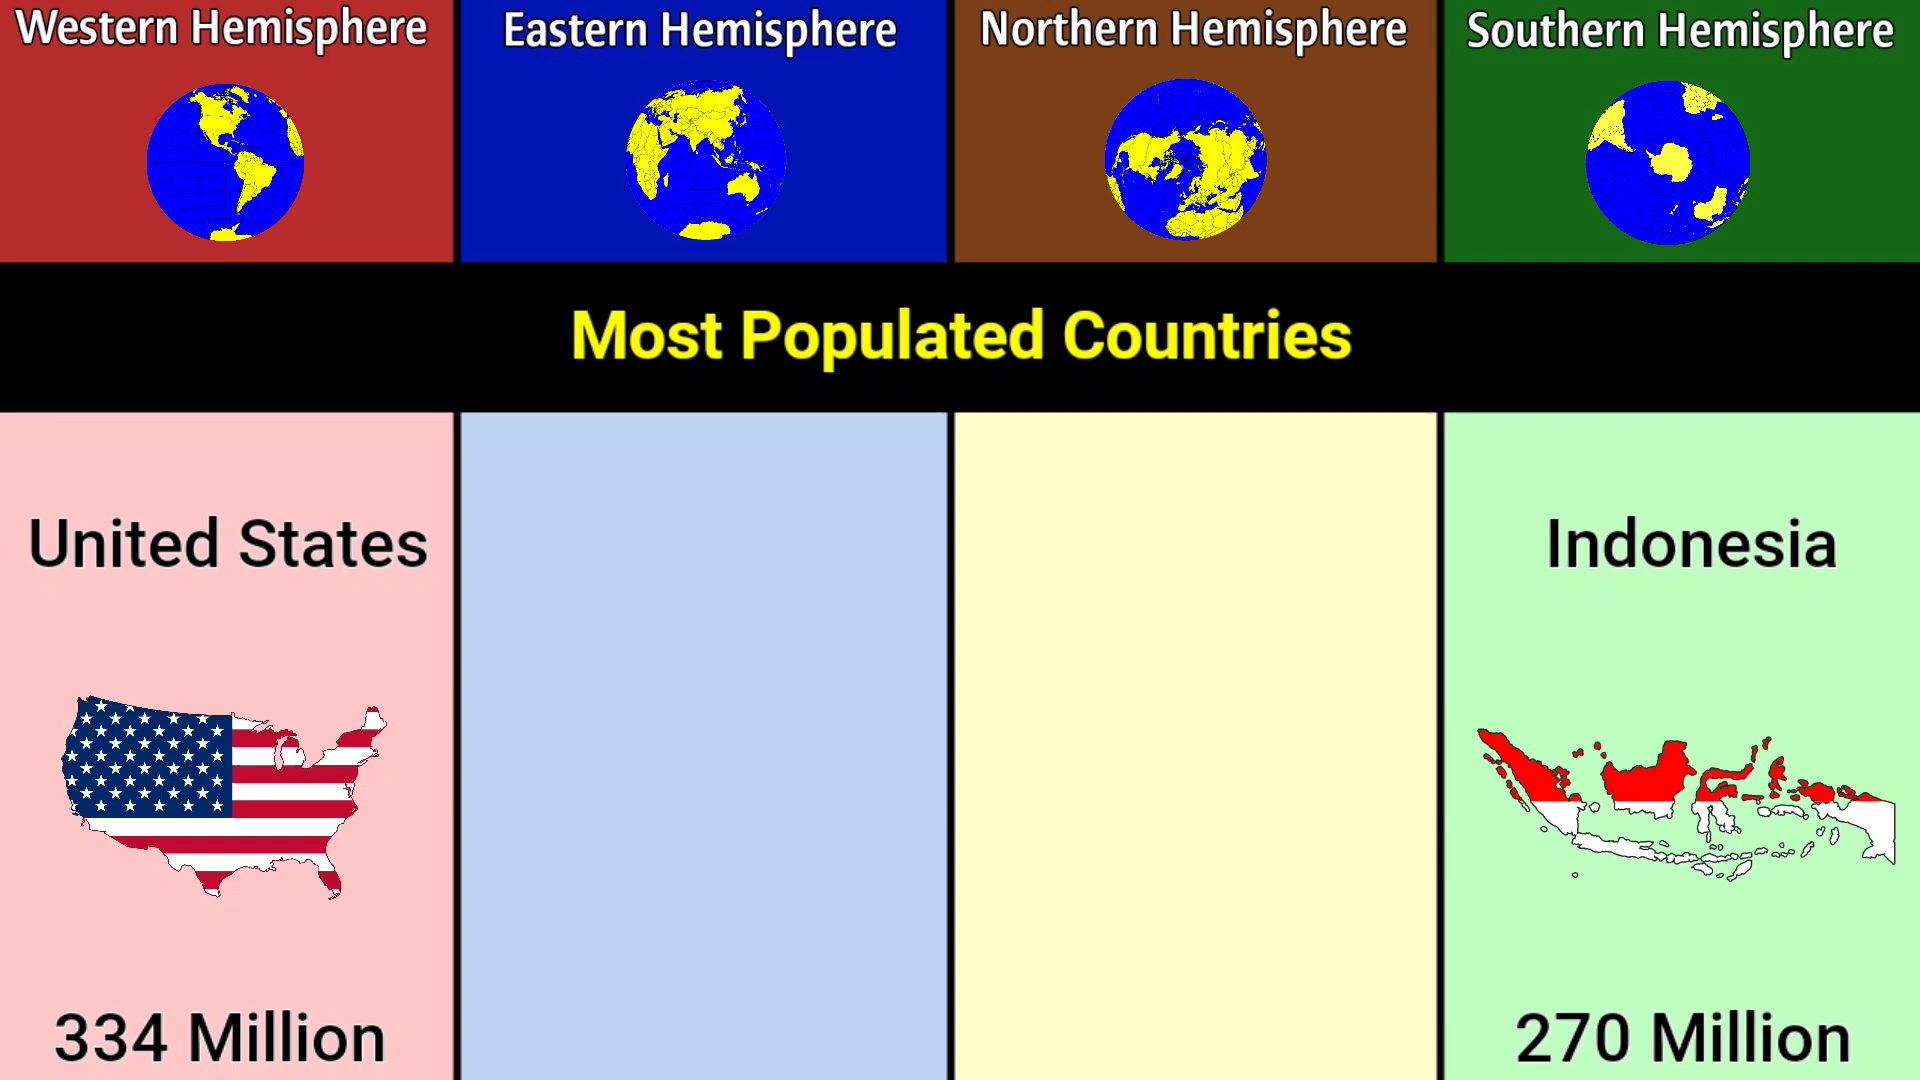 Western Hemisphere
Eastern Hemisphere
Northern Hemisphere
Southern Hemisphere
Most Populated Countries
United States
Indonesia
334 Million
270 Million